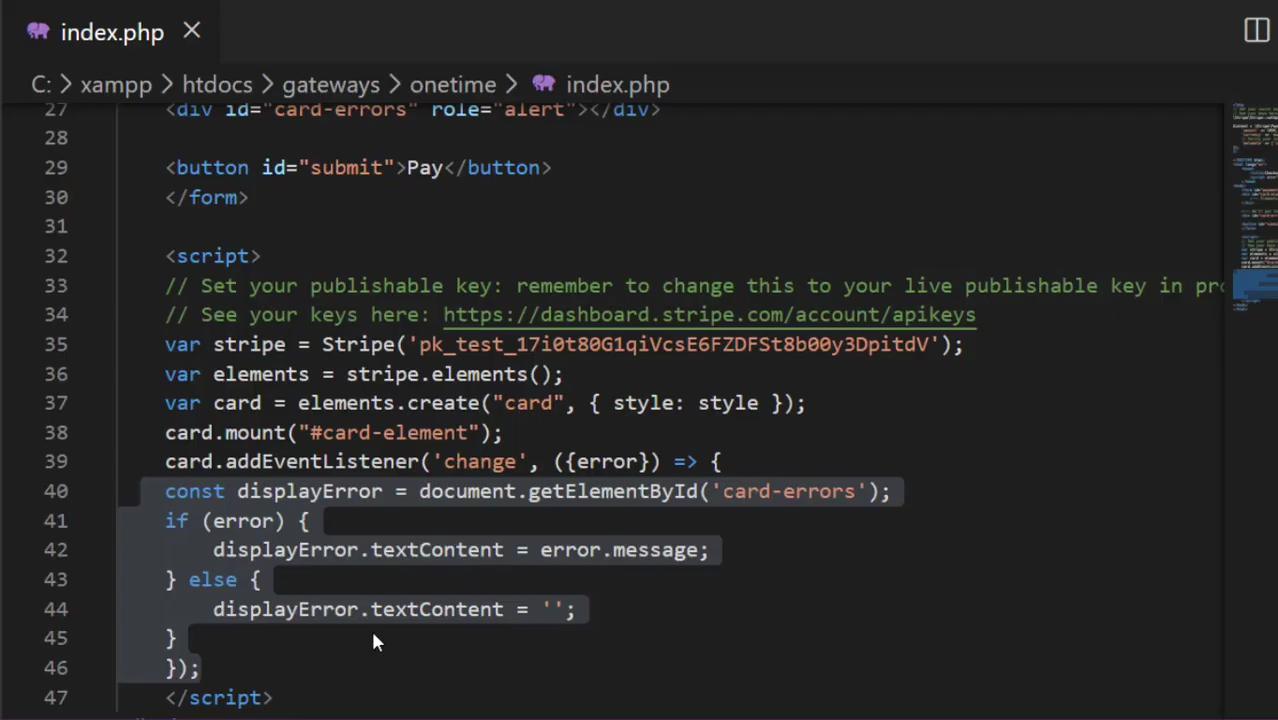 index.php
C: > xampp > htdocs > gateways > onetime > index.php
27 <div id="card-errors" role="alert"></div>
28
29 <button id="submit">Pay</button>
30 </form>
31
32 <script>
33 // Set your publishable key: remember to change this to your live publishable key in pro
34 // See your keys here: https://dashboard.stripe.com/account/apikeys
35 var stripe = Stripe('pk_test_17i0t80G1qiVcsE6FZDFSt8b00y3DpitdV');
36 var elements = stripe.elements();
37 var card = elements.create("card", { style: style });
38 card.mount("#card-element");
39 card.addEventListener('change', ({error}) => {
40 const displayError = document.getElementById('card-errors');
41 if (error) {
42 displayError.textContent = error.message;
43 } else {
44 displayError.textContent = '';
45 }
46 });
47 </script>